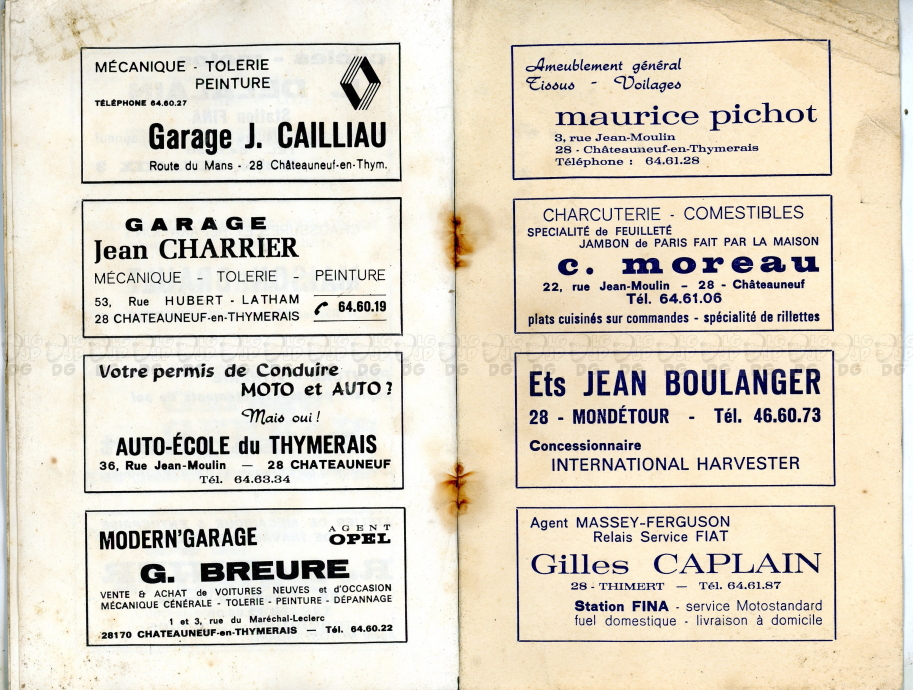 MÉCANIQUE - TOLERIE
PEINTURE
TÉLÉPHONE 64.60.27
Garage J. CAILLIAU
Route du Mans - 28 Châteauneuf-en-Thym.
GARAGE
Jean CHARRIER
MÉCANIQUE - TOLERIE - PEINTURE
53, Rue HUBERT - LATHAM
28 CHATEAUNEUF-en-THYMERAIS
64.60.19
Votre permis de Conduire
MOTO et AUTO ?
Mais oui !
AUTO-ÉCOLE du THYMERAIS
36, Rue Jean-Moulin — 28 CHATEAUNEUF
Tél. 64.63.34
MODERN'GARAGE
AGENT
OPEL
G. BREURE
VENTE & ACHAT de VOITURES NEUVES et d'OCCASION
MÉCANIQUE CÉNERALE - TOLERIE - PEINTURE - DÉPANNAGE
1 et 3, rue du Maréchal-Leclerc
28170 CHATEAUNEUF-en-THYMERAIS — Tél. 64.60.22
Ameublement général
Tissus - Voilages
maurice pichot
3, rue Jean-Moulin
28 - Châteauneuf-en-Thymerais
Téléphone : 64.61.28
CHARCUTERIE - COMESTIBLES
SPECIALITÉ de FEUILLETÉ
JAMBON de PARIS FAIT PAR LA MAISON
c. moreau
22, rue Jean-Moulin - 28 - Châteauneuf
Tél. 64.61.06
plats cuisinés sur commandes - spécialité de rillettes
Ets JEAN BOULANGER
28 - MONDÉTOUR - Tél. 46.60.73
Concessionnaire
INTERNATIONAL HARVESTER
Agent MASSEY-FERGUSON
Relais Service FIAT
Gilles CAPLAIN
28 - THIMERT — Tél. 64.61.87
Station FINA - service Motostandard
fuel domestique - livraison à domicile